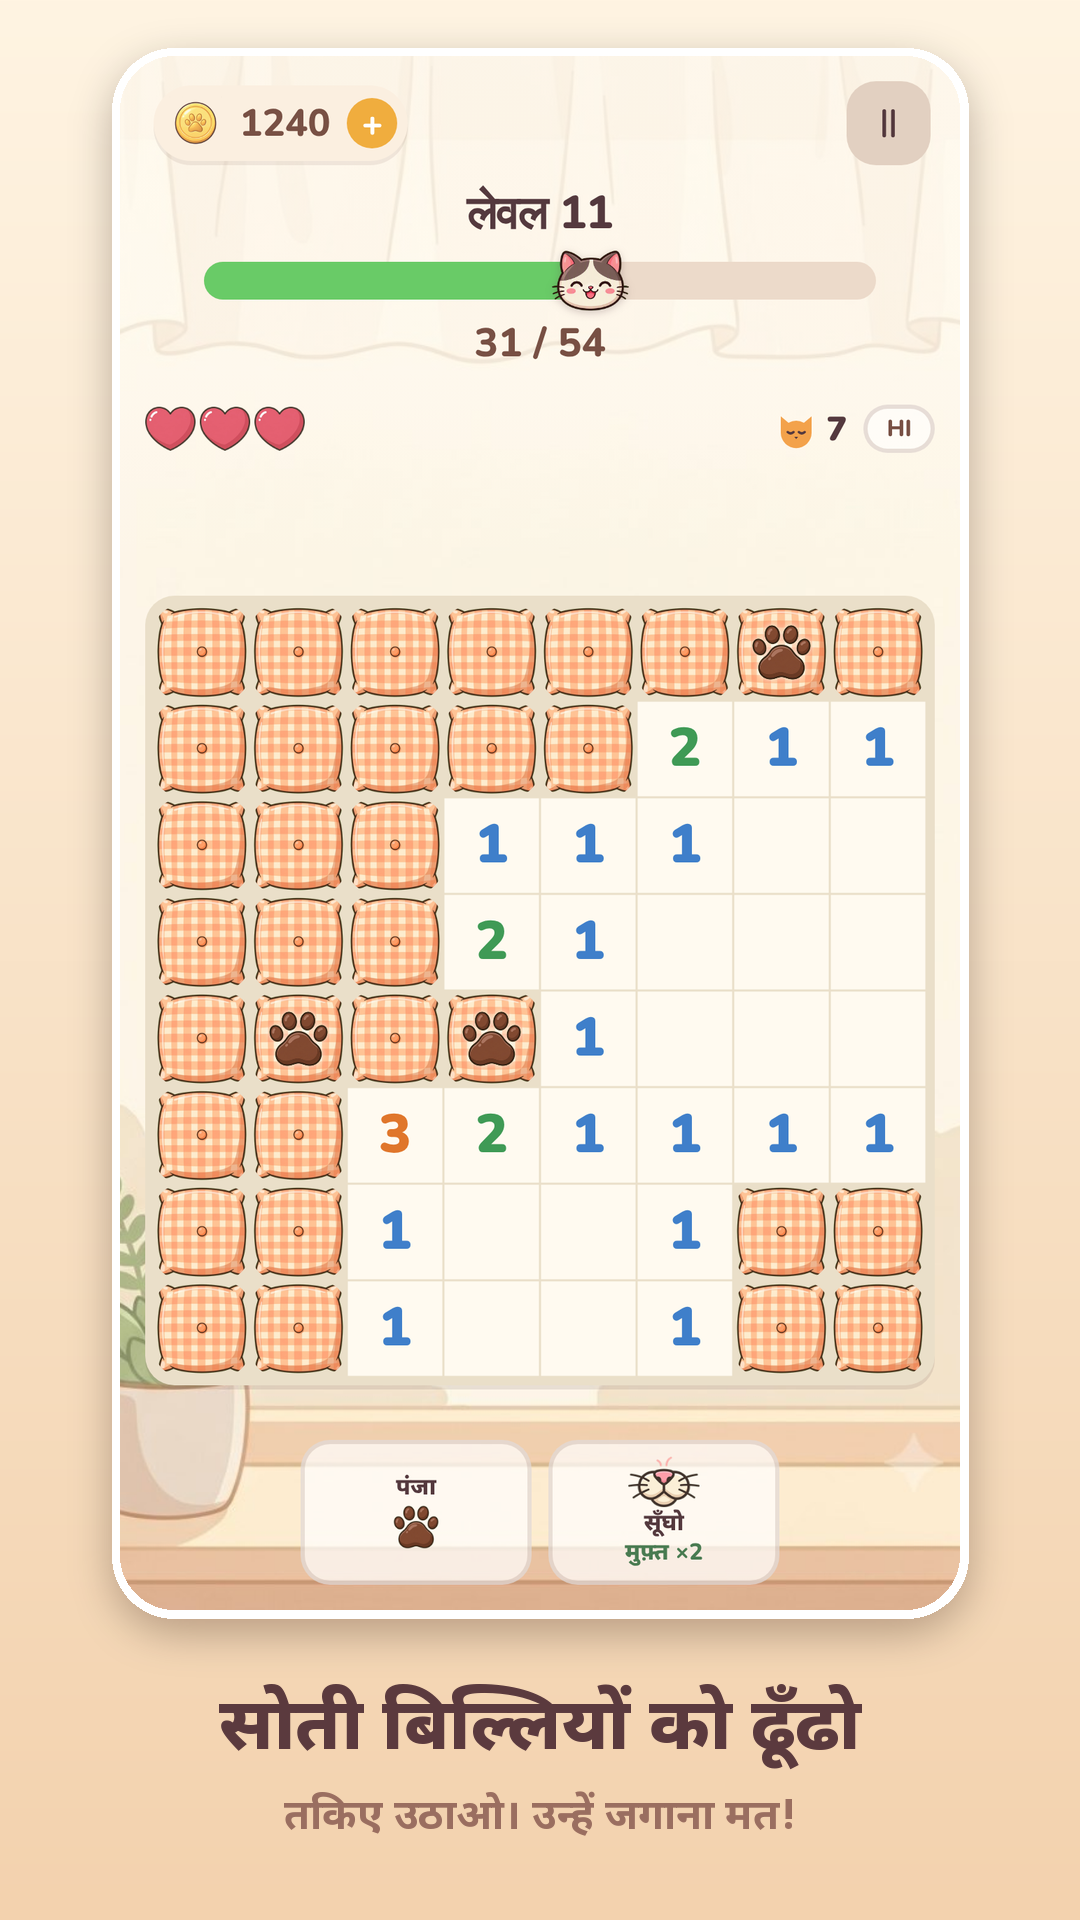 1240 +
लेवल 11
31 / 54
7 HI
2 1 1
1 1 1
2 1
1
3 2 1 1 1 1
1 1
1 1
पंजा
सूँघो
मुफ़्त ×2
सोती बिल्लियों को ढूँढो
तकिए उठाओ। उन्हें जगाना मत!